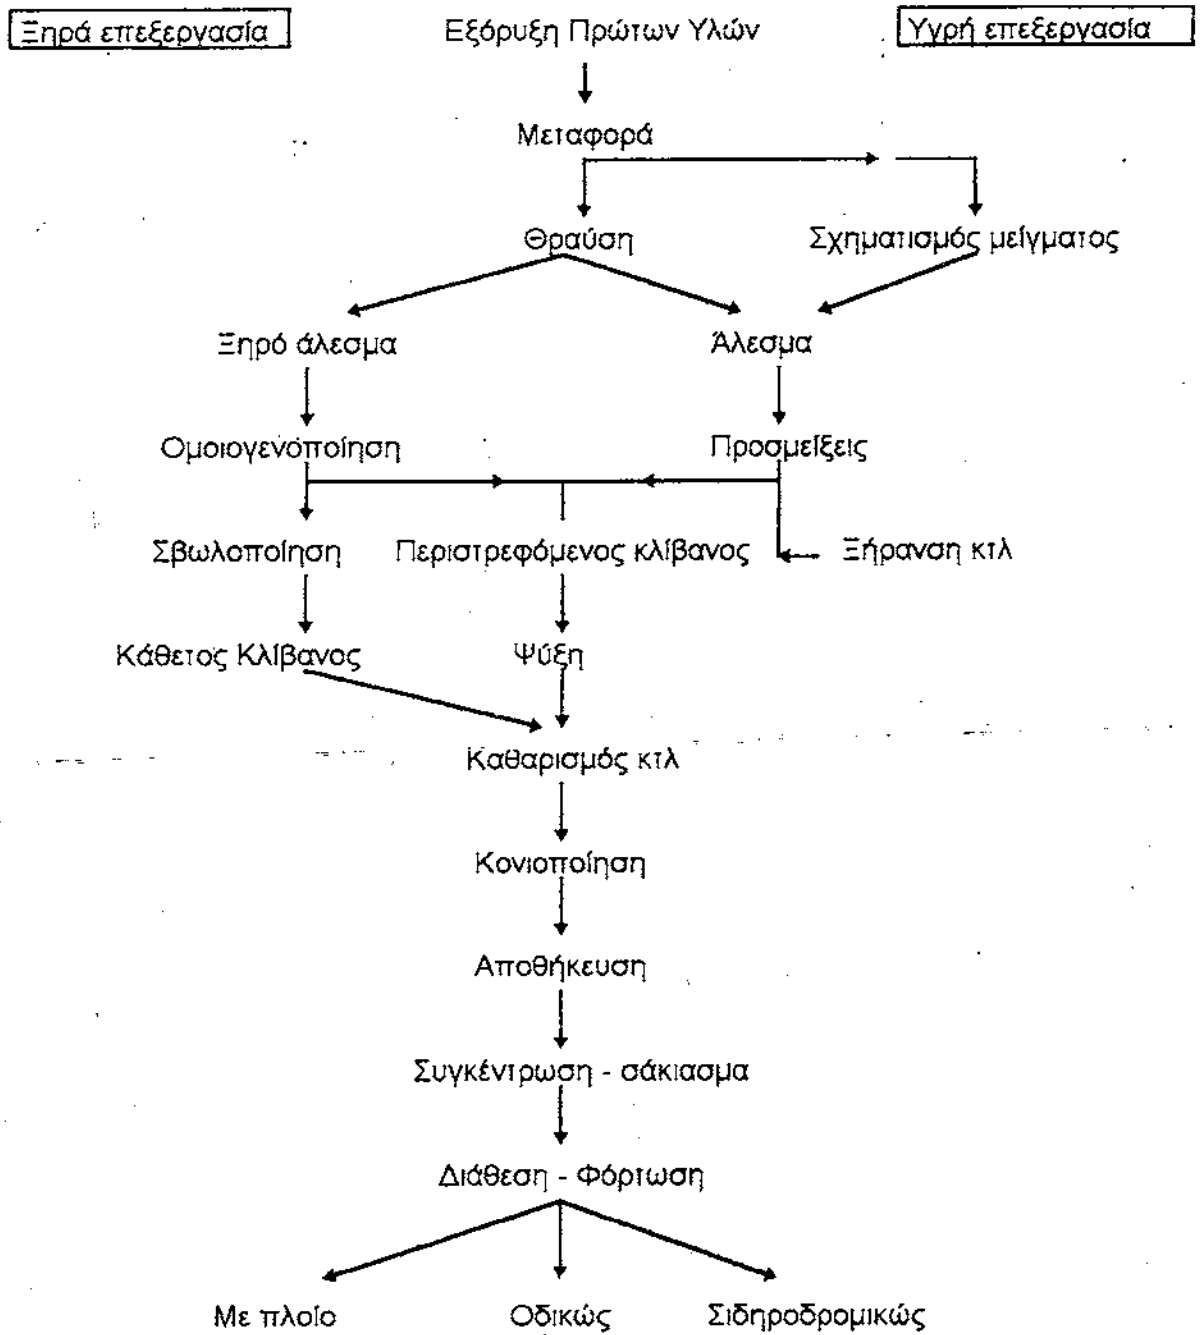 Ξηρά επεξεργασία Εξόρυξη Πρώτων Υλών Υγρή επεξεργασία
Μεταφορά
Θραύση Σχηματισμός μείγματος
Ξηρό άλεσμα Άλεσμα
Ομοιογενόποίηση Προσμείξεις
Σβωλοποίηση Περιστρεφόμενος κλίβανος Ξήρανση κτλ
Κάθετος Κλίβανος Ψύξη
Καθαρισμός κτλ
Κονιοποίηση
Αποθήκευση
Συγκέντρωση - σάκιασμα
Διάθεση - Φόρτωση
Με πλοίο Οδικώς Σιδηροδρομικώς